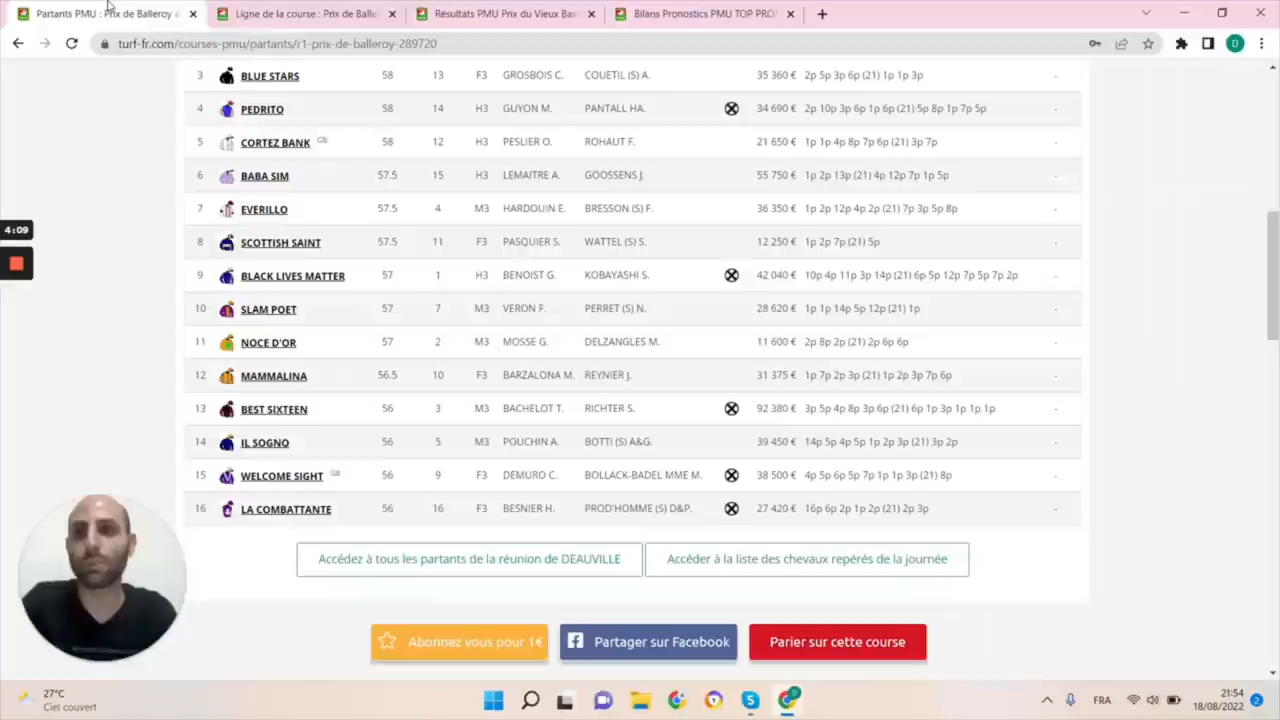 Partants PMU : Prix de Balleroy e
Ligne de la course : Prix de Balle
Résultats PMU Prix du Vieux Bas
Bilans Pronostics PMU TOP PRO
turf-fr.com/courses-pmu/partants/r1-prix-de-balleroy-289720
D
3 BLUE STARS 58 13 F3 GROSBOIS C. COUETIL (S) A. 35 360 € 2p 5p 3p 6p (21) 1p 1p 3p -
4 PEDRITO 58 14 H3 GUYON M. PANTALL HA. 34 690 € 2p 10p 3p 6p 1p 6p (21) 5p 8p 1p 7p 5p -
5 CORTEZ BANK 58 12 H3 PESLIER O. ROHAUT F. 21 650 € 1p 1p 4p 8p 7p 6p (21) 3p 7p -
6 BABA SIM 57.5 15 H3 LEMAITRE A. GOOSSENS J. 55 750 € 1p 2p 13p (21) 4p 12p 7p 1p 5p -
7 EVERILLO 57.5 4 M3 HARDOUIN E. BRESSON (S) F. 36 350 € 1p 2p 12p 4p 2p (21) 7p 3p 5p 8p -
8 SCOTTISH SAINT 57.5 11 F3 PASQUIER S. WATTEL (S) S. 12 250 € 1p 2p 7p (21) 5p -
9 BLACK LIVES MATTER 57 1 H3 BENOIST G. KOBAYASHI S. 42 040 € 10p 4p 11p 3p 14p (21) 6p 5p 12p 7p 5p 7p 2p -
10 SLAM POET 57 7 M3 VERON F. PERRET (S) N. 28 620 € 1p 1p 14p 5p 12p (21) 1p -
11 NOCE D'OR 57 2 M3 MOSSE G. DELZANGLES M. 11 600 € 2p 8p 2p (21) 2p 6p 6p -
12 MAMMALINA 56.5 10 F3 BARZALONA M. REYNIER J. 31 375 € 1p 7p 2p 3p (21) 1p 2p 3p 7p 6p -
13 BEST SIXTEEN 56 3 M3 BACHELOT T. RICHTER S. 92 380 € 3p 5p 4p 8p 3p 6p (21) 6p 1p 3p 1p 1p 1p -
14 IL SOGNO 56 5 M3 POUCHIN A. BOTTI (S) A&G. 39 450 € 14p 5p 4p 5p 1p 2p 3p (21) 3p 2p -
15 WELCOME SIGHT 56 9 F3 DEMURO C. BOLLACK-BADEL MME M. 38 500 € 4p 5p 6p 5p 7p 1p 1p 3p (21) 8p -
16 LA COMBATTANTE 56 16 F3 BESNIER H. PROD'HOMME (S) D&P. 27 420 € 16p 6p 2p 1p 2p (21) 2p 3p -
4:09
Accédez à tous les partants de la réunion de DEAUVILLE
Accéder à la liste des chevaux repérés de la journée
Abonnez vous pour 1€
Partager sur Facebook
Parier sur cette course
27°C
Ciel couvert
FRA
21:54
18/08/2022
2